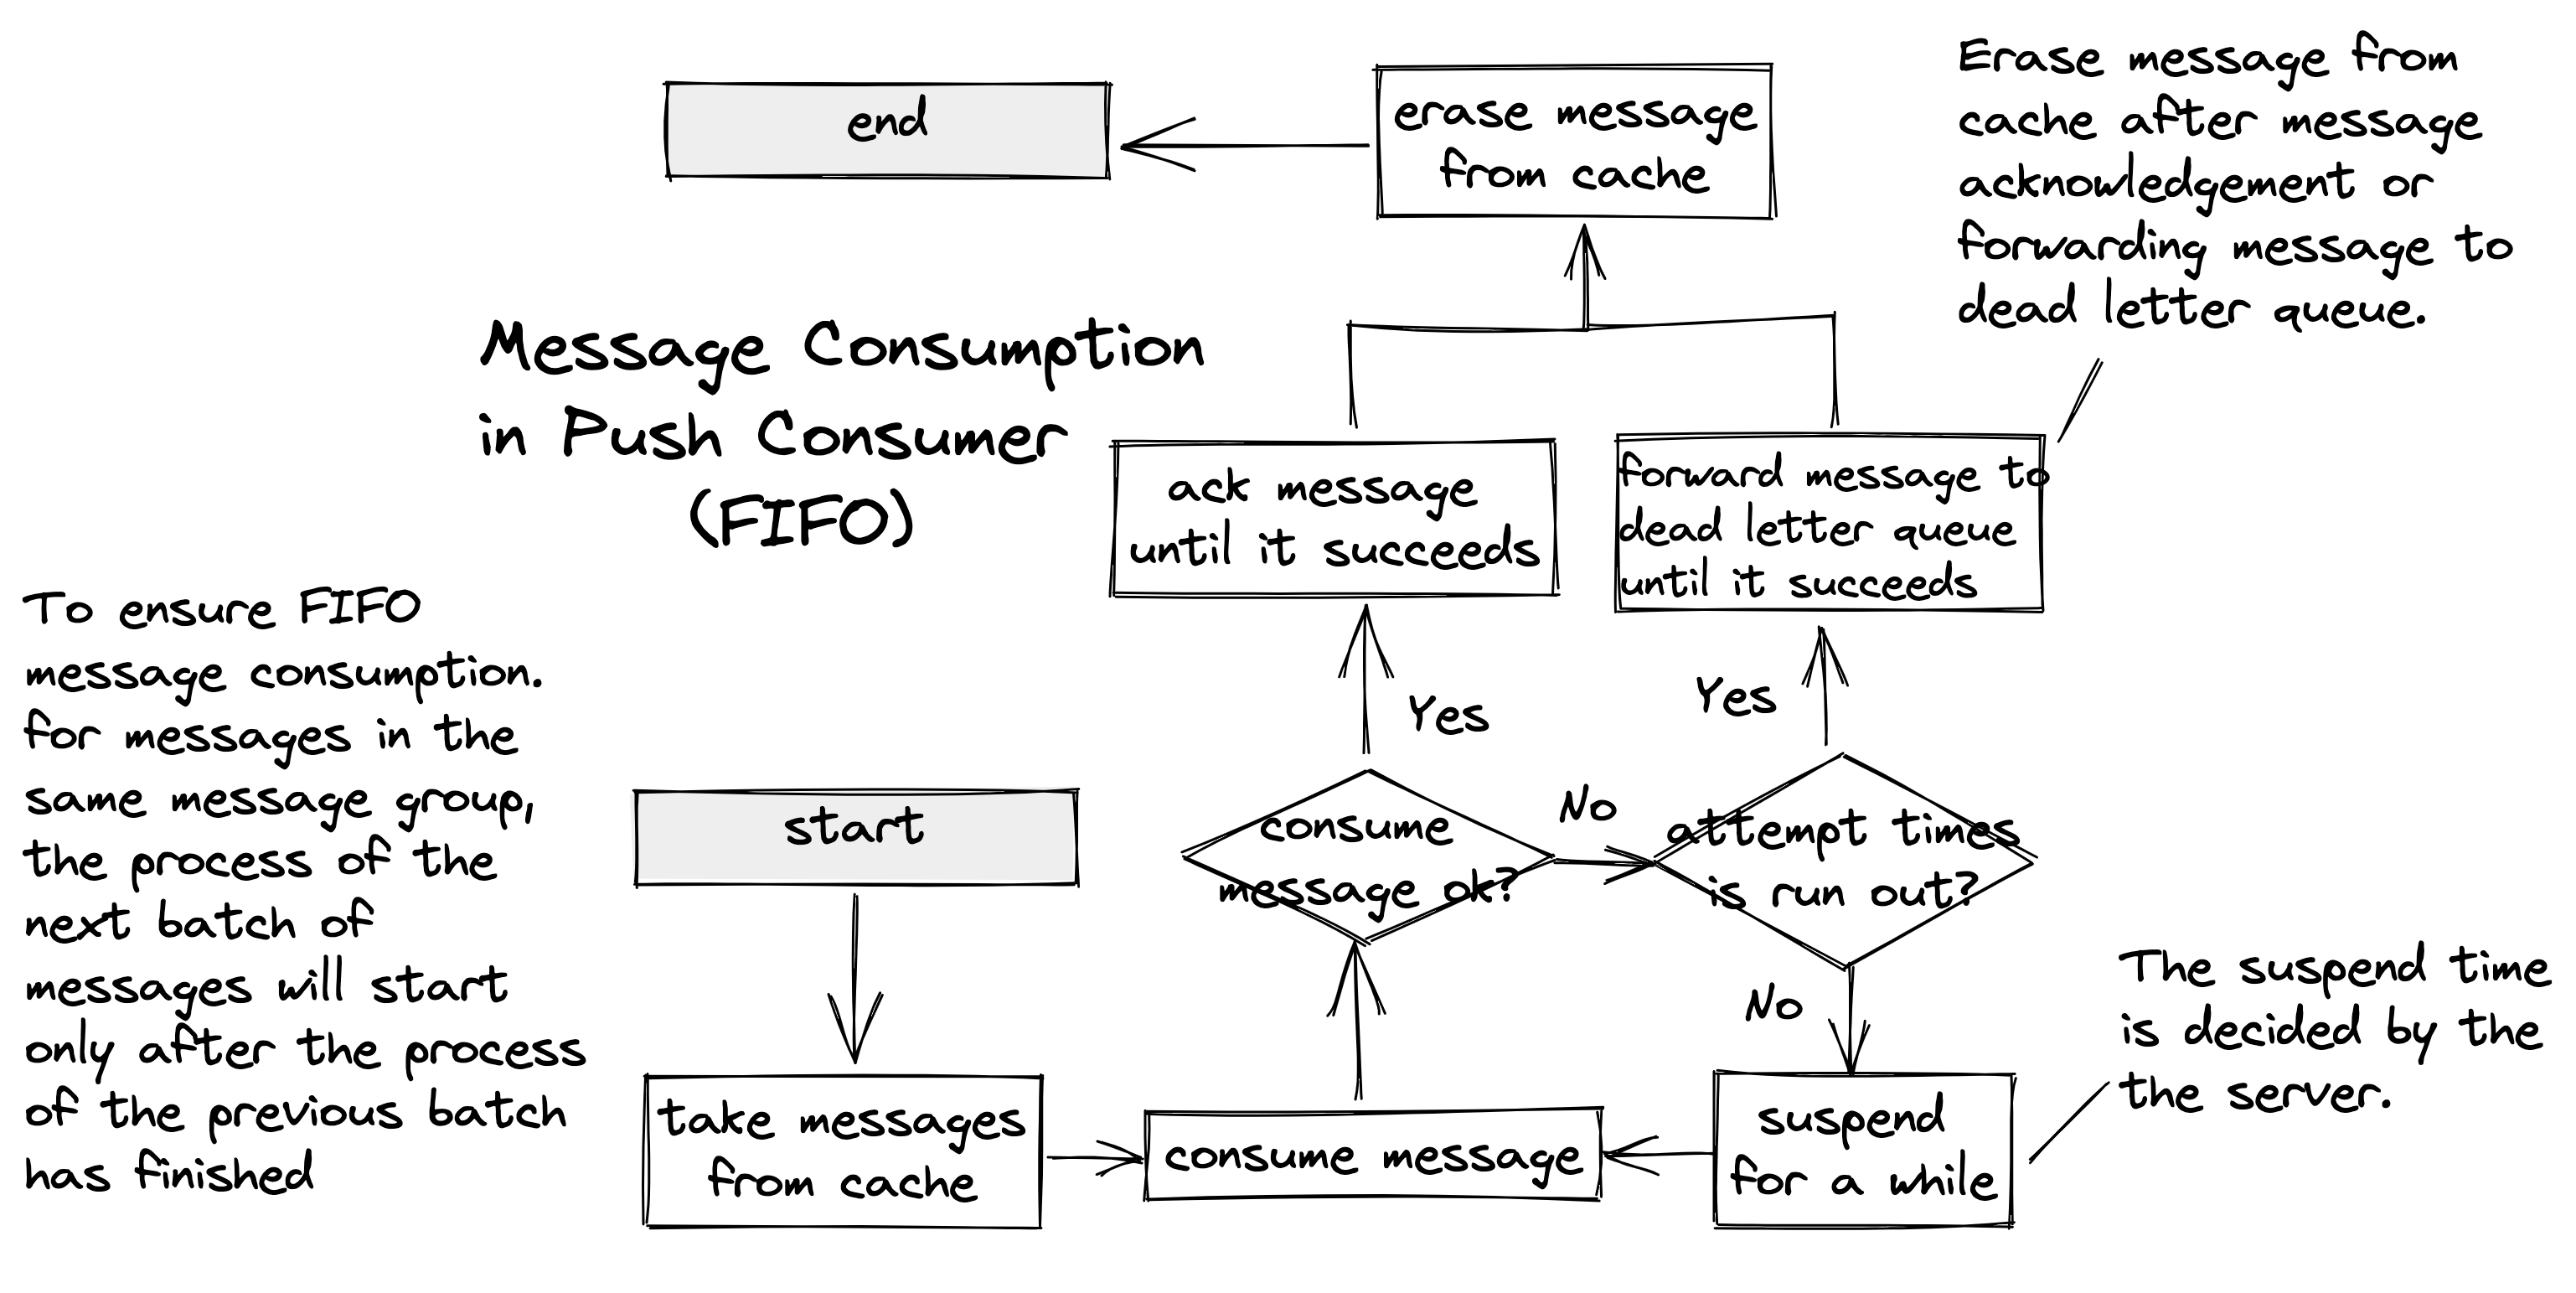 end
erase message
from cache
Erase message from
cache after message
acknowledgement or
forwarding message to
dead letter queue.
Message Consumption
in Push Consumer
(FIFO)
ack message
until it succeeds
forward message to
dead letter queue
until it succeeds
To ensure FIFO
message consumption.
for messages in the
same message group,
the process of the
next batch of
messages will start
only after the process
of the previous batch
has finished
Yes
Yes
start
consume
message ok?
No
attempt times
is run out?
No
The suspend time
is decided by the
the server.
take messages
from cache
consume message
suspend
for a while